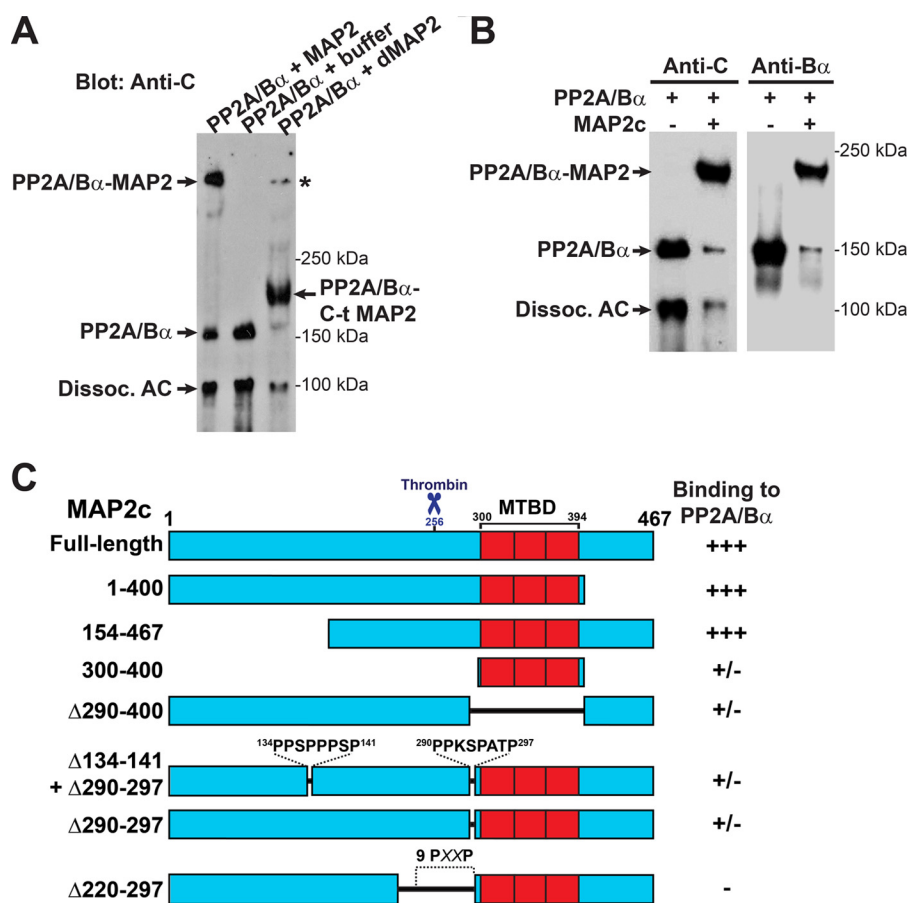 A
Blot: Anti-C
PP2A/Bα + MAP2
PP2A/Bα + buffer
PP2A/Bα + dMAP2
PP2A/Bα-MAP2
*
-250 kDa
PP2A/Bα-
C-t MAP2
PP2A/Bα
-150 kDa
Dissoc. AC
-100 kDa
B
Anti-C Anti-Bα
PP2A/Bα + + + +
MAP2c - + - +
-250 kDa
PP2A/Bα-MAP2
PP2A/Bα
-150 kDa
Dissoc. AC
-100 kDa
C
MAP2c
Thrombin
256
MTBD
300 394
1 467
Binding to
PP2A/Bα
Full-length +++
1-400 +++
154-467 +++
300-400 +/-
Δ290-400 +/-
¹³⁴PPSPPPSP¹⁴¹ ²⁹⁰PPKSPATP²⁹⁷
Δ134-141
+ Δ290-297 +/-
Δ290-297 +/-
9 PXXP
Δ220-297 -